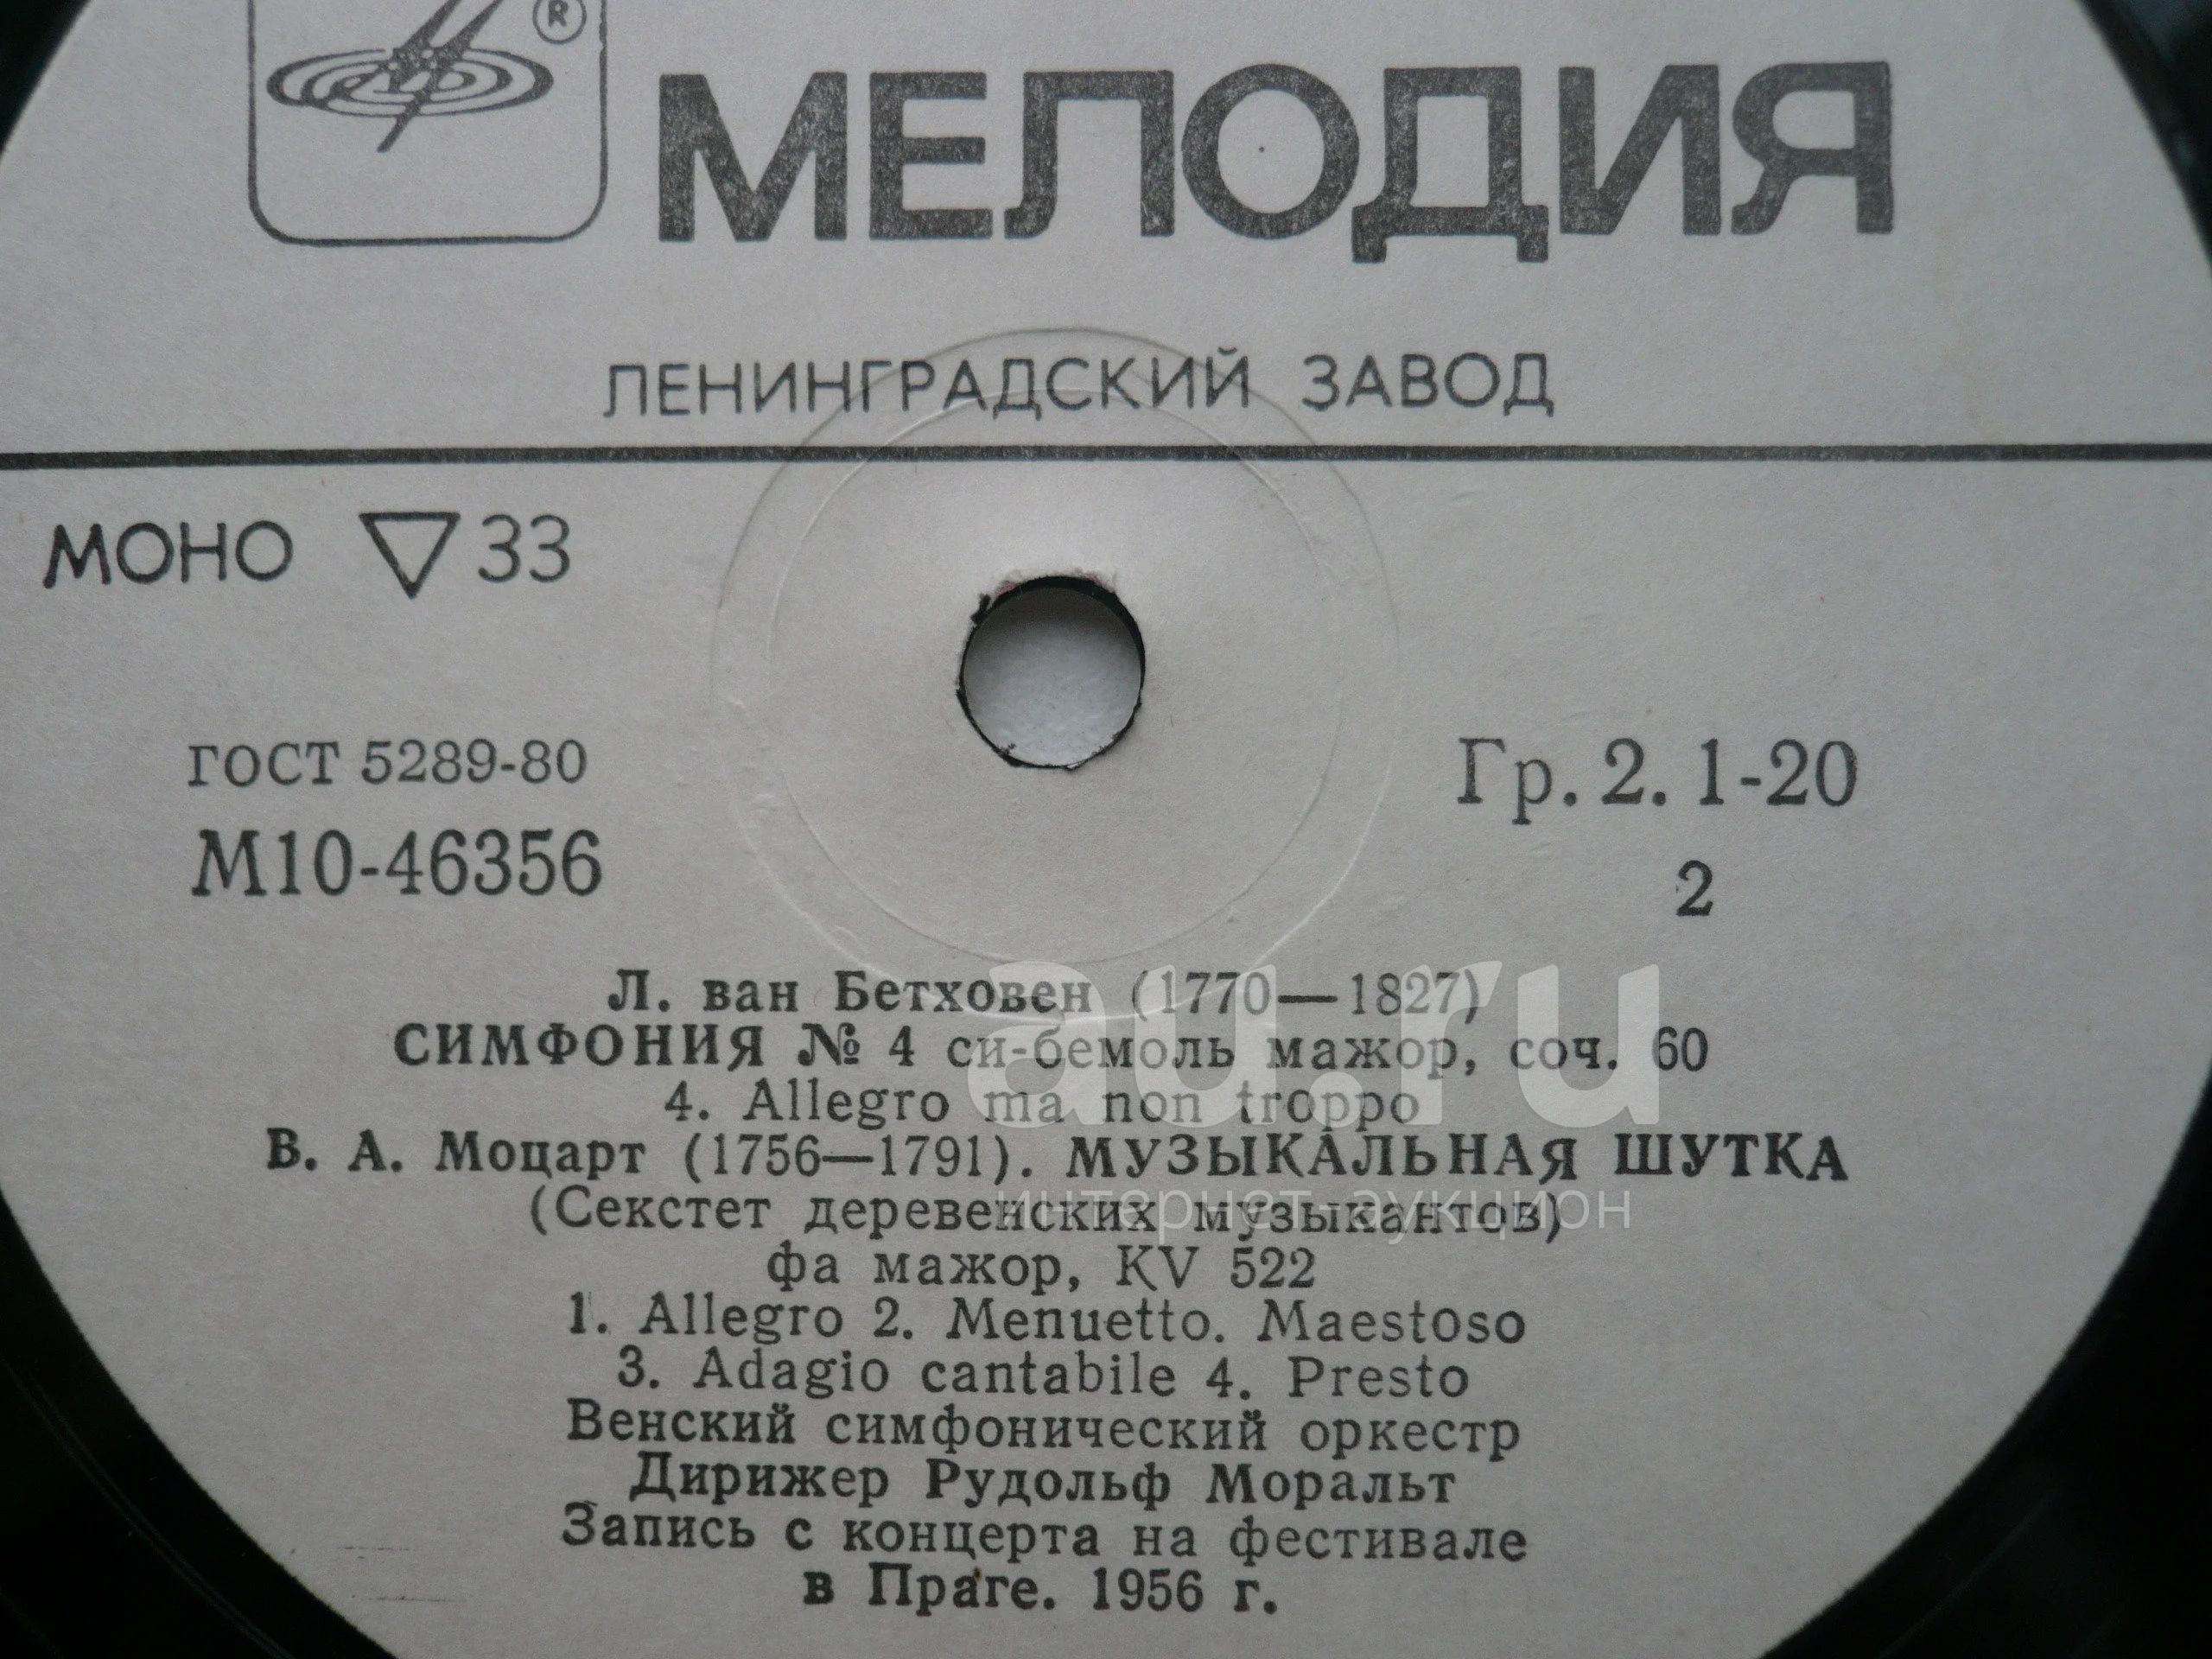 ®
МЕЛОДИЯ
ЛЕНИНГРАДСКИЙ ЗАВОД
МОНО ▽ 33
ГОСТ 5289-80
Гр. 2. 1-20
М10-46356
2
Л. ван Бетховен (1770—1827)
СИМФОНИЯ № 4 си-бемоль мажор, соч. 60
4. Allegro ma non troppo
В. А. Моцарт (1756—1791). МУЗЫКАЛЬНАЯ ШУТКА
(Секстет деревенских музыкантов)
фа мажор, KV 522
1. Allegro 2. Menuetto. Maestoso
3. Adagio cantabile 4. Presto
Венский симфонический оркестр
Дирижер Рудольф Моральт
Запись с концерта на фестивале
в Праге. 1956 г.
au.ru
интернет-аукцион